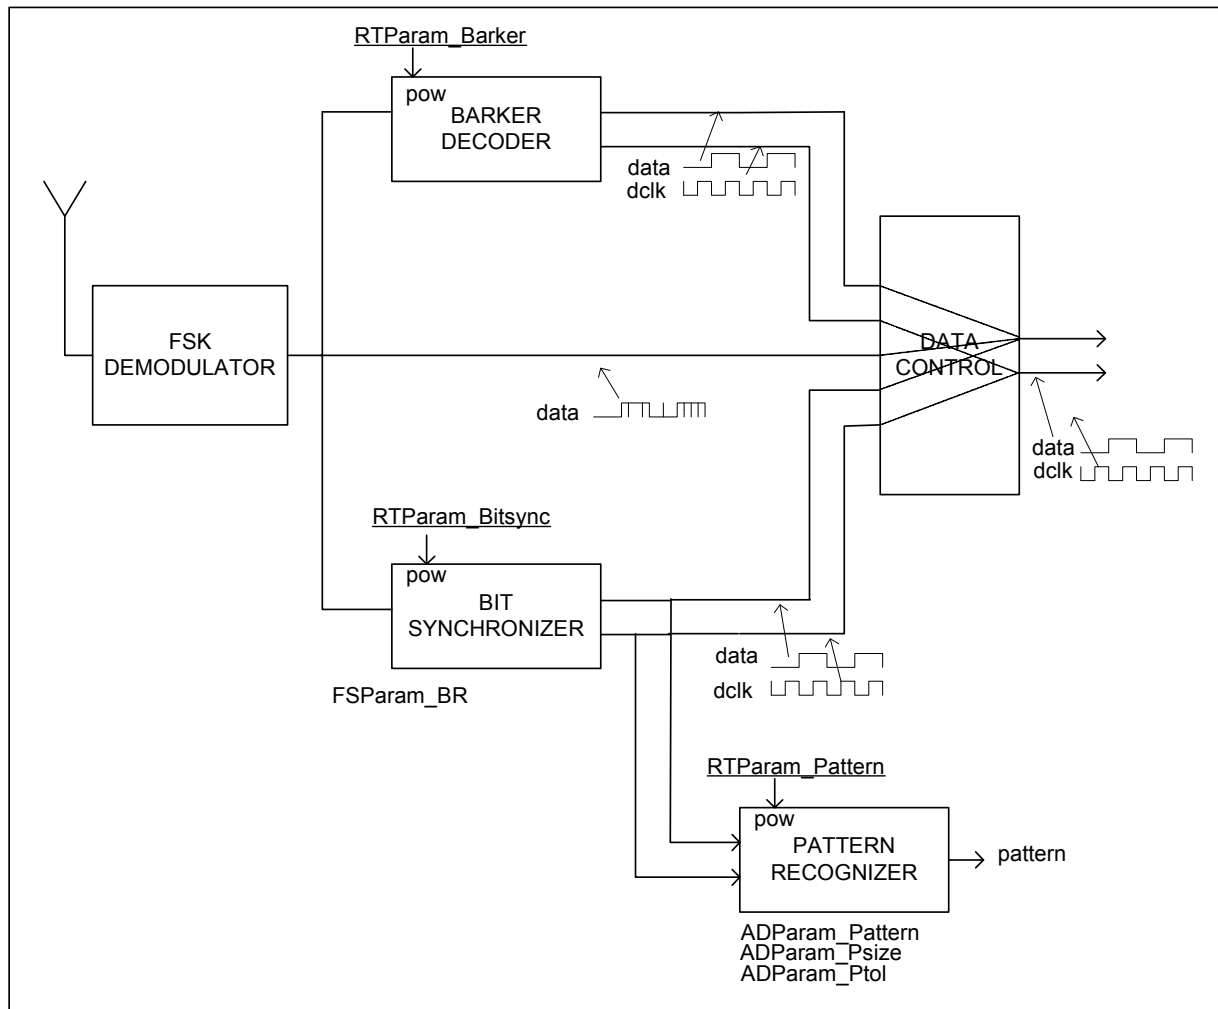 RTParam_Barker
pow
BARKER
DECODER
data
dclk
FSK
DEMODULATOR
DATA
CONTROL
data
data
dclk
RTParam_Bitsync
pow
BIT
SYNCHRONIZER
data
dclk
FSParam_BR
RTParam_Pattern
pow
PATTERN
RECOGNIZER
pattern
ADParam_Pattern
ADParam_Psize
ADParam_Ptol